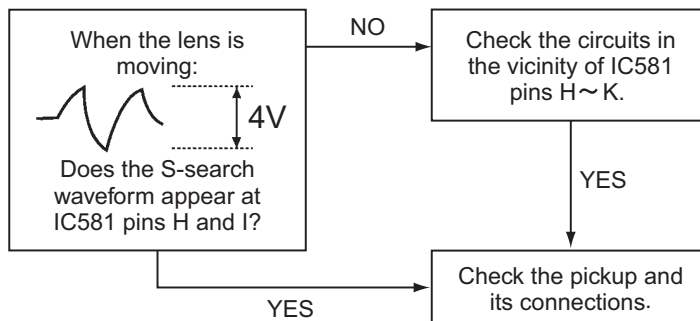 When the lens is
moving:
4V
Does the S-search
waveform appear at
IC581 pins H and I?
NO
Check the circuits in
the vicinity of IC581
pins H～K.
YES
YES
Check the pickup and
its connections.